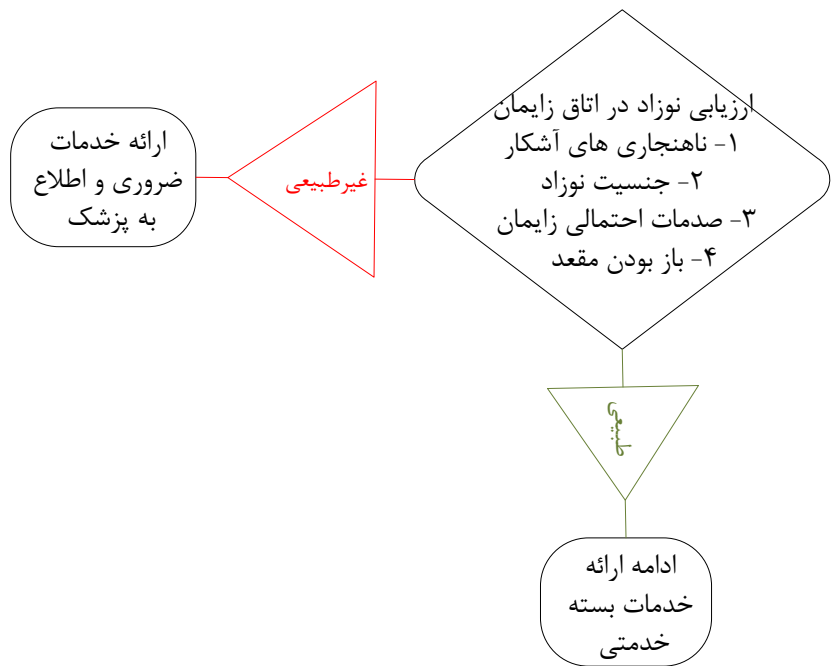 ارزیابی نوزاد در اتاق زایمان
۱- ناهنجاری های آشکار
۲- جنسیت نوزاد
۳- صدمات احتمالی زایمان
۴- باز بودن مقعد
غیرطبیعی
ارائه خدمات
ضروری و اطلاع
به پزشک
طبیعی
ادامه ارائه
خدمات بسته
خدمتی